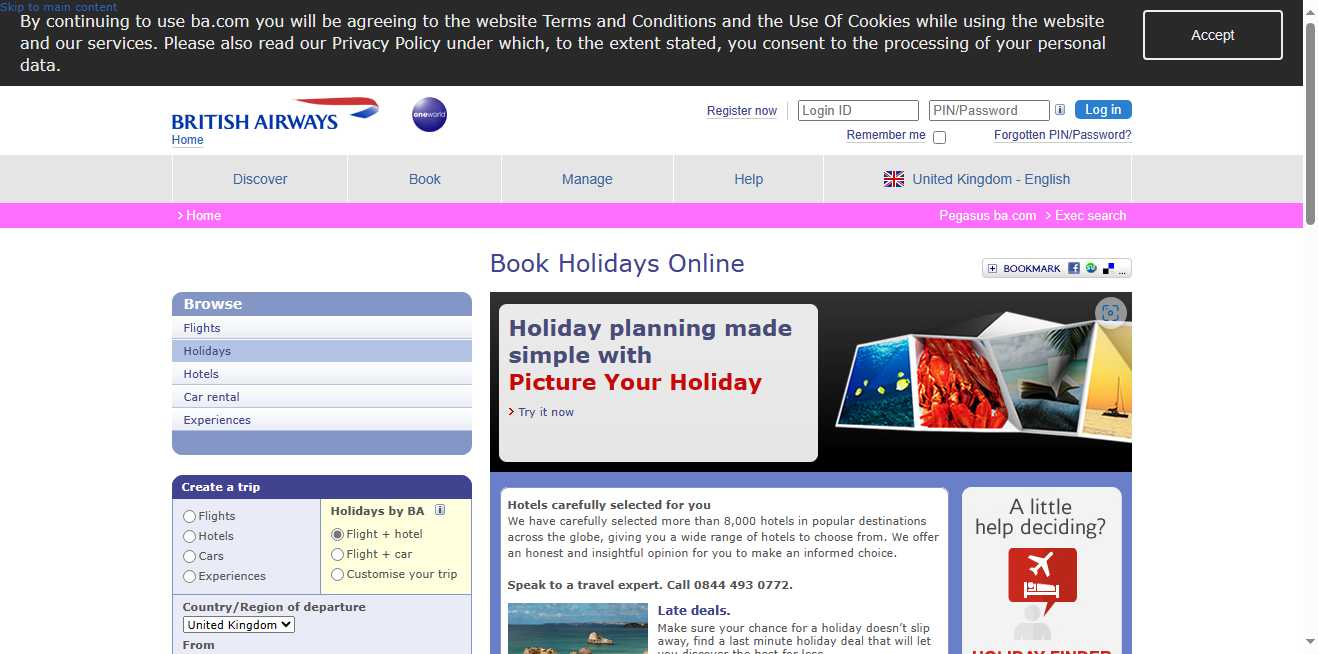 Skip to main content
By continuing to use ba.com you will be agreeing to the website Terms and Conditions and the Use Of Cookies while using the website
and our services. Please also read our Privacy Policy under which, to the extent stated, you consent to the processing of your personal
data.
Accept
BRITISH AIRWAYS
oneworld
Register now
Login ID
PIN/Password
Log in
Home
Remember me
Forgotten PIN/Password?
Discover
Book
Manage
Help
United Kingdom - English
Home
Pegasus ba.com
Exec search
Book Holidays Online
BOOKMARK
...
Browse
Flights
Holidays
Hotels
Car rental
Experiences
Holiday planning made
simple with
Picture Your Holiday
Try it now
Create a trip
Flights
Hotels
Cars
Experiences
Holidays by BA
Flight + hotel
Flight + car
Customise your trip
Country/Region of departure
United Kingdom
From
Hotels carefully selected for you
We have carefully selected more than 8,000 hotels in popular destinations
across the globe, giving you a wide range of hotels to choose from. We offer
an honest and insightful opinion for you to make an informed choice.
Speak to a travel expert. Call 0844 493 0772.
Late deals.
Make sure your chance for a holiday doesn't slip
away, find a last minute holiday deal that will let
you discover the best for less.
A little
help deciding?
HOLIDAY FINDER